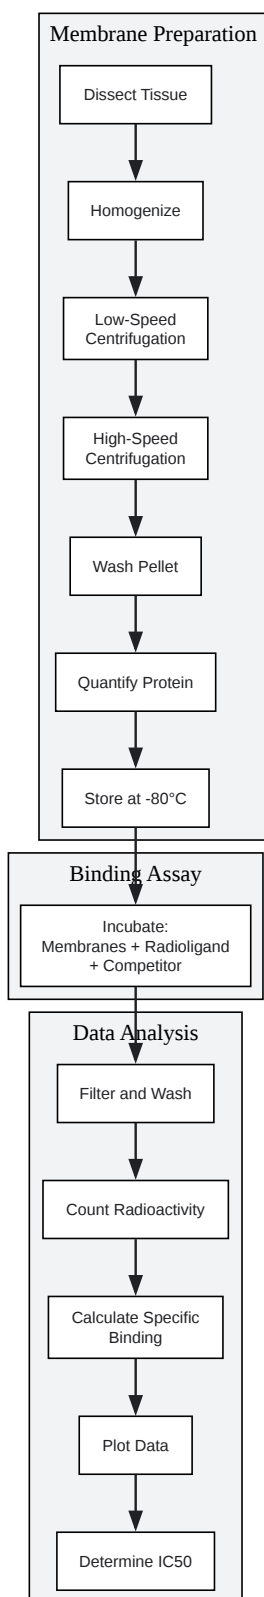 Membrane Preparation
Dissect Tissue
Homogenize
Low-Speed
Centrifugation
High-Speed
Centrifugation
Wash Pellet
Quantify Protein
Store at -80°C
Binding Assay
Incubate:
Membranes + Radioligand
+ Competitor
Data Analysis
Filter and Wash
Count Radioactivity
Calculate Specific
Binding
Plot Data
Determine IC50